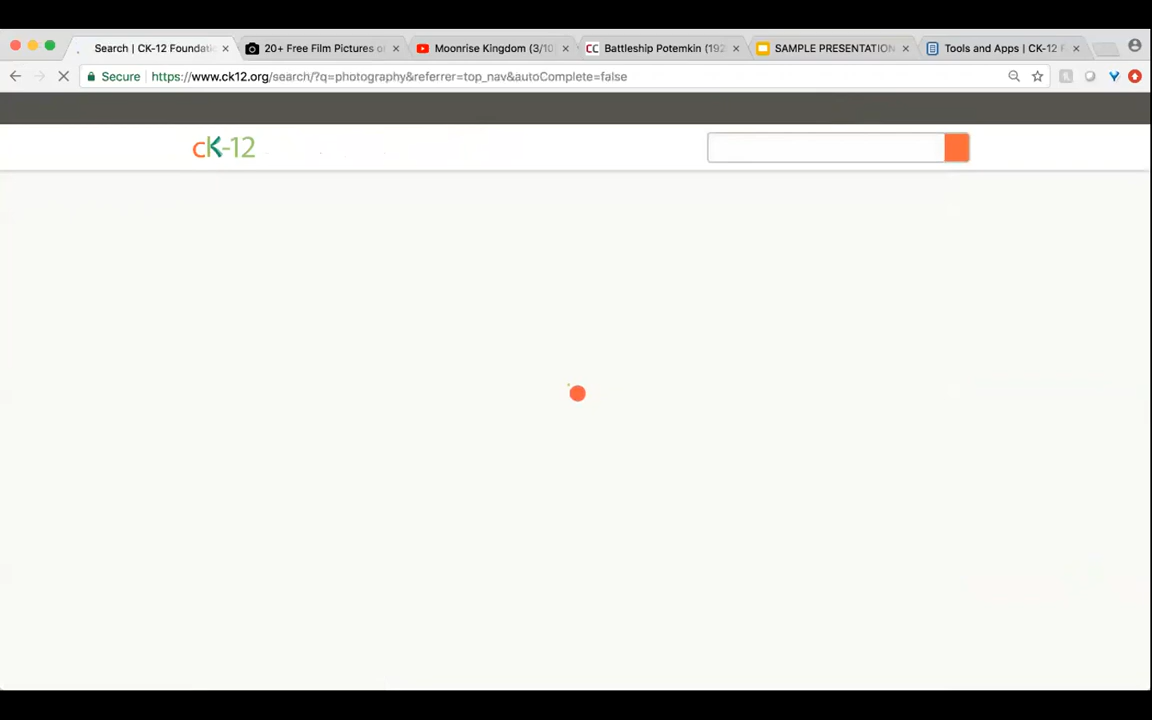 Search | CK-12 Foundati
20+ Free Film Pictures o
Moonrise Kingdom (3/10
CC Battleship Potemkin (192
SAMPLE PRESENTATION
Tools and Apps | CK-12 F
Secure https://www.ck12.org/search/?q=photography&referrer=top_nav&autoComplete=false
cK-12